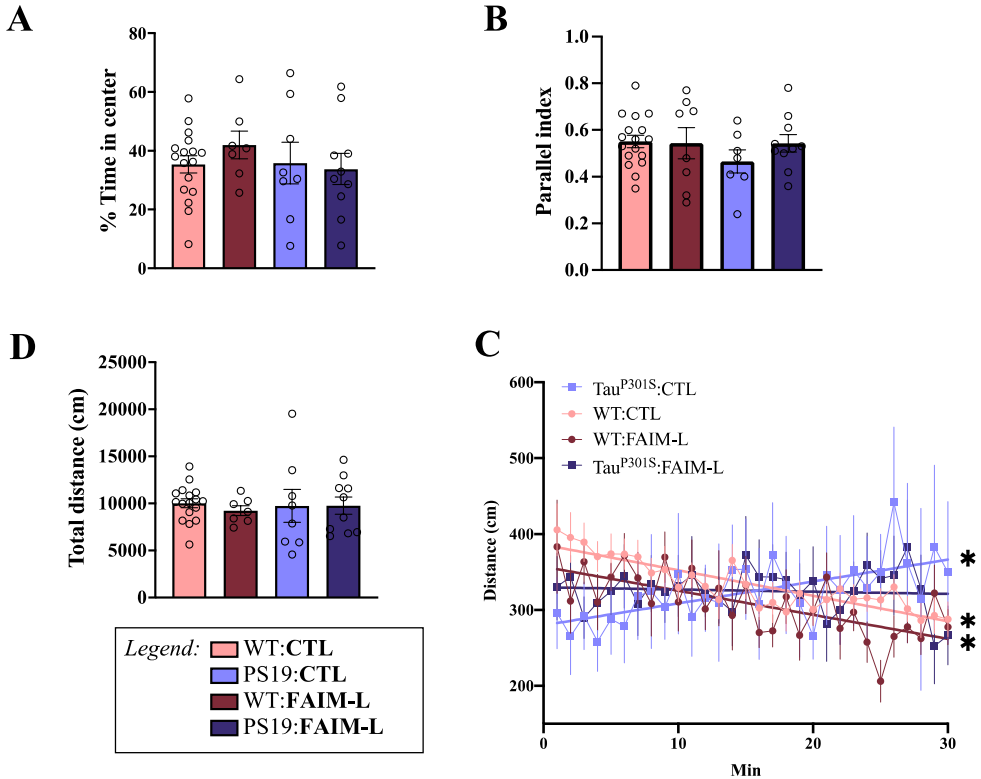 A
% Time in center
80
60
40
20
0
B
Parallel index
1.0
0.8
0.6
0.4
0.2
0.0
D
Total distance (cm)
25000
20000
15000
10000
5000
0
Legend:
WT:CTL
PS19:CTL
WT:FAIM-L
PS19:FAIM-L
C
Distance (cm)
600
500
400
300
200
Tau^P301S:CTL
WT:CTL
WT:FAIM-L
Tau^P301S:FAIM-L
*
*
*
0 10 20 30
Min